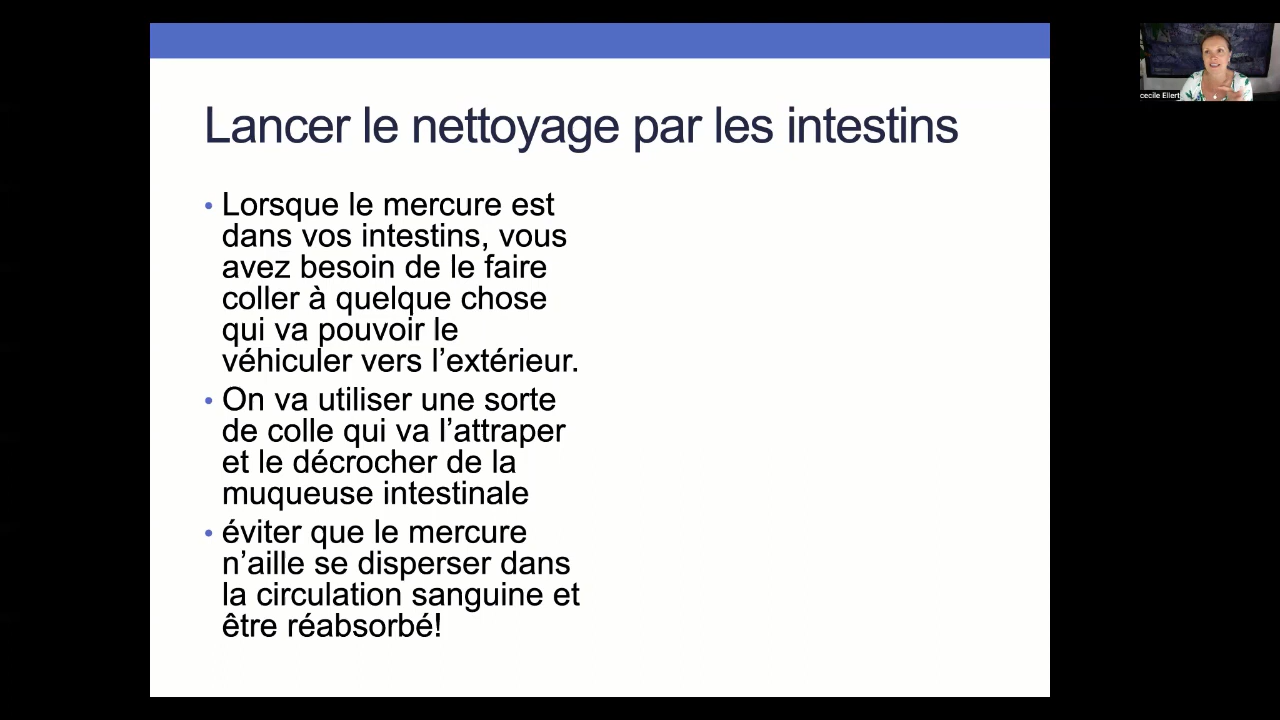 Lancer le nettoyage par les intestins
• Lorsque le mercure est
dans vos intestins, vous
avez besoin de le faire
coller à quelque chose
qui va pouvoir le
véhiculer vers l’extérieur.
• On va utiliser une sorte
de colle qui va l’attraper
et le décrocher de la
muqueuse intestinale
• éviter que le mercure
n’aille se disperser dans
la circulation sanguine et
être réabsorbé!
cecile Ellert